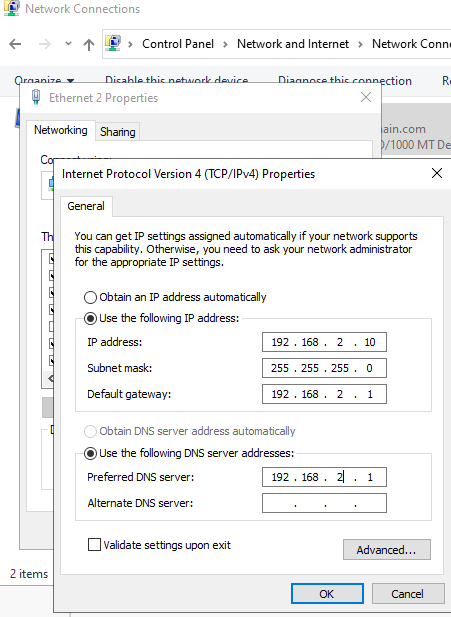 Network Connections
Control Panel > Network and Internet > Network Conne
Organize Disable this network device Diagnose this connection
Ethernet 2 Properties
Networking Sharing
main.com
0/1000 MT De
Internet Protocol Version 4 (TCP/IPv4) Properties
General
You can get IP settings assigned automatically if your network supports
this capability. Otherwise, you need to ask your network administrator
for the appropriate IP settings.
Obtain an IP address automatically
Use the following IP address:
IP address: 192 . 168 . 2 . 10
Subnet mask: 255 . 255 . 255 . 0
Default gateway: 192 . 168 . 2 . 1
Obtain DNS server address automatically
Use the following DNS server addresses:
Preferred DNS server: 192 . 168 . 2 . 1
Alternate DNS server: . . .
Validate settings upon exit
Advanced...
2 items
OK Cancel